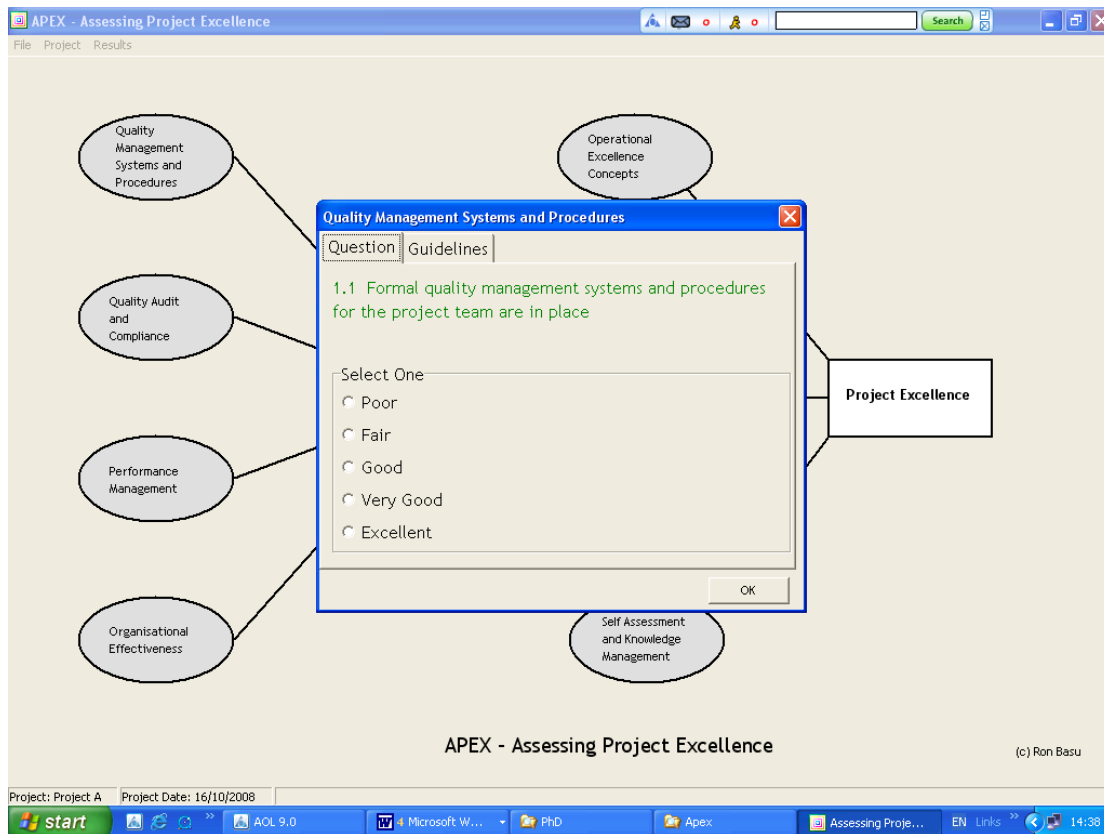 APEX - Assessing Project Excellence
Search
File Project Results
Quality
Management
Systems and
Procedures
Operational
Excellence
Concepts
Quality Management Systems and Procedures
Question Guidelines
1.1 Formal quality management systems and procedures
for the project team are in place
Select One
Poor
Fair
Good
Very Good
Excellent
OK
Quality Audit
and
Compliance
Performance
Management
Organisational
Effectiveness
Project Excellence
Self Assessment
and Knowledge
Management
APEX - Assessing Project Excellence
(c) Ron Basu
Project: Project A Project Date: 16/10/2008
start AOL 9.0 4 Microsoft W... PhD Apex Assessing Proje... EN Links 14:38